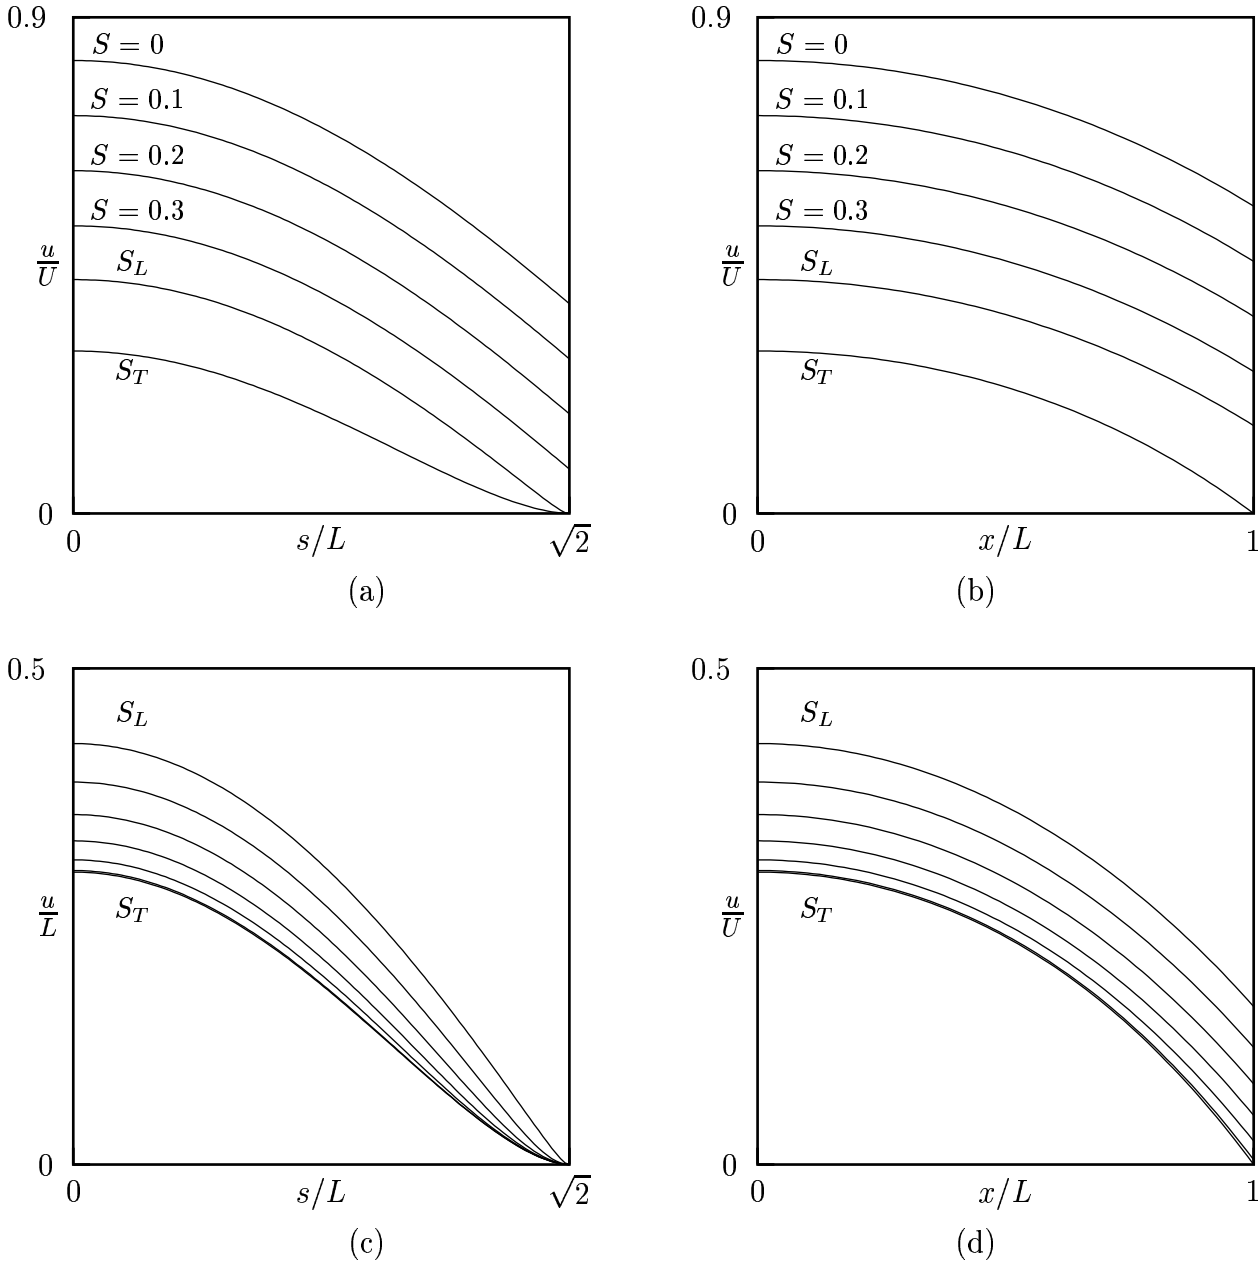 0.9
S = 0
S = 0.1
S = 0.2
S = 0.3
S_L
u/U
S_T
0
0
s/L
√2
(a)
0.9
S = 0
S = 0.1
S = 0.2
S = 0.3
S_L
u/U
S_T
0
0
x/L
1
(b)
0.5
S_L
u/L
S_T
0
0
s/L
√2
(c)
0.5
S_L
u/U
S_T
0
0
x/L
1
(d)